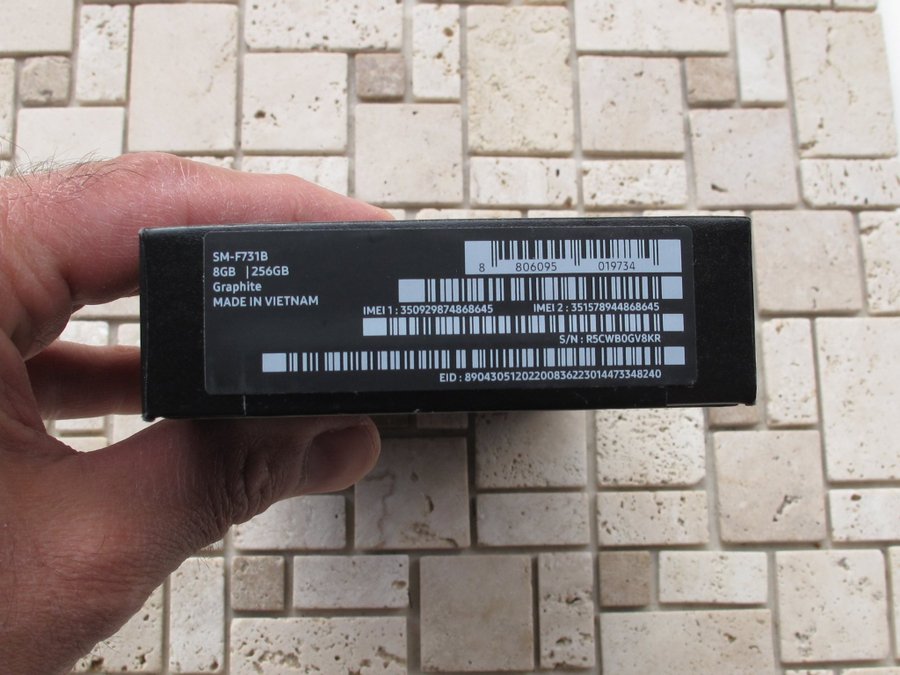 SM-F731B
8GB | 256GB
Graphite
MADE IN VIETNAM
8 806095 019734
IMEI 1 : 350929874868645 IMEI 2 : 351578944868645
S/N : R5CWB0GV8KR
EID : 89043051202200836223014473348240